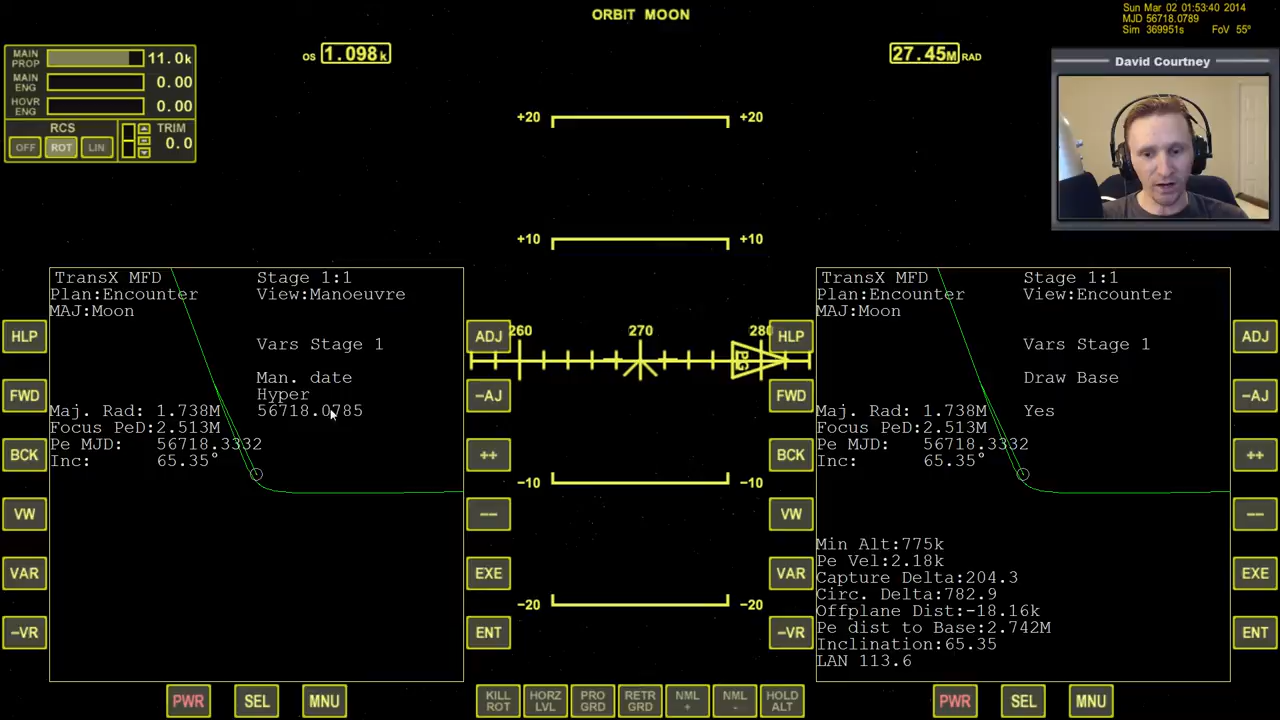 ORBIT MOON
Sun Mar 02 01:53:40 2014
MJD 56718.0789
Sim 369951s FoV 55°
MAIN PROP 11.0k
MAIN ENG 0.00
HOVR ENG 0.00
RCS TRIM
OFF ROT LIN 0.0
OS 1.098k
27.45M RAD
David Courtney
+20 +20
+10 +10
260 270 280
PG
-10 -10
-20 -20
TransX MFD Stage 1:1
Plan:Encounter View:Manoeuvre
MAJ:Moon
Vars Stage 1
Man. date
Hyper
Maj. Rad: 1.738M 56718.0785
Focus PeD:2.513M
Pe MJD: 56718.3332
Inc: 65.35°
HLP
FWD
BCK
VW
VAR
-VR
ADJ
-AJ
++
--
EXE
ENT
PWR SEL MNU
KILL ROT
HORZ LVL
PRO GRD
RETR GRD
NML +
NML -
HOLD ALT
TransX MFD Stage 1:1
Plan:Encounter View:Encounter
MAJ:Moon
Vars Stage 1
Draw Base
Maj. Rad: 1.738M Yes
Focus PeD:2.513M
Pe MJD: 56718.3332
Inc: 65.35°
Min Alt:775k
Pe Vel:2.18k
Capture Delta:204.3
Circ. Delta:782.9
Offplane Dist:-18.16k
Pe dist to Base:2.742M
Inclination:65.35
LAN 113.6
HLP
FWD
BCK
VW
VAR
-VR
ADJ
-AJ
++
--
EXE
ENT
PWR SEL MNU